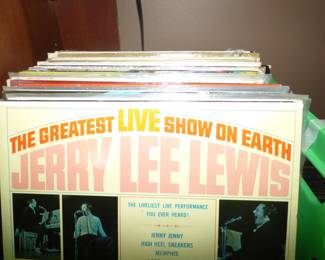 THE GREATEST LIVE SHOW ON EARTH
JERRY LEE LEWIS
THE LIVELIEST LIVE PERFORMANCE
YOU EVER HEARD!
JENNY JENNY
HIGH HEEL SNEAKERS
MEMPHIS